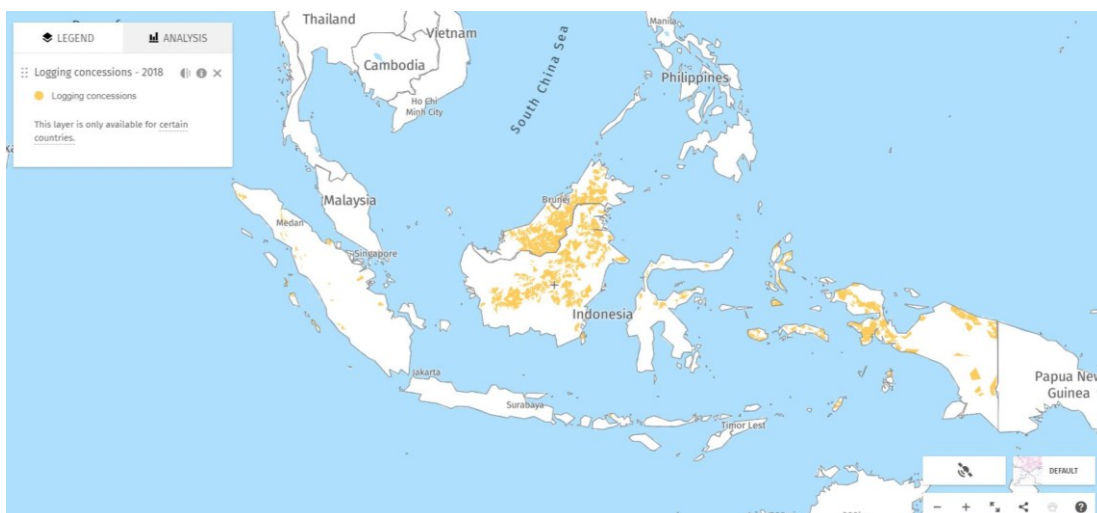 LEGEND
ANALYSIS
Logging concessions - 2018
Logging concessions
This layer is only available for certain
countries.
Thailand
Vietnam
Cambodia
Ho Chi
Minh City
South China Sea
Manila
Philippines
Malaysia
Medan
Singapore
Brunei
Indonesia
Jakarta
Surabaya
Timor Lest
Papua New
Guinea
DEFAULT